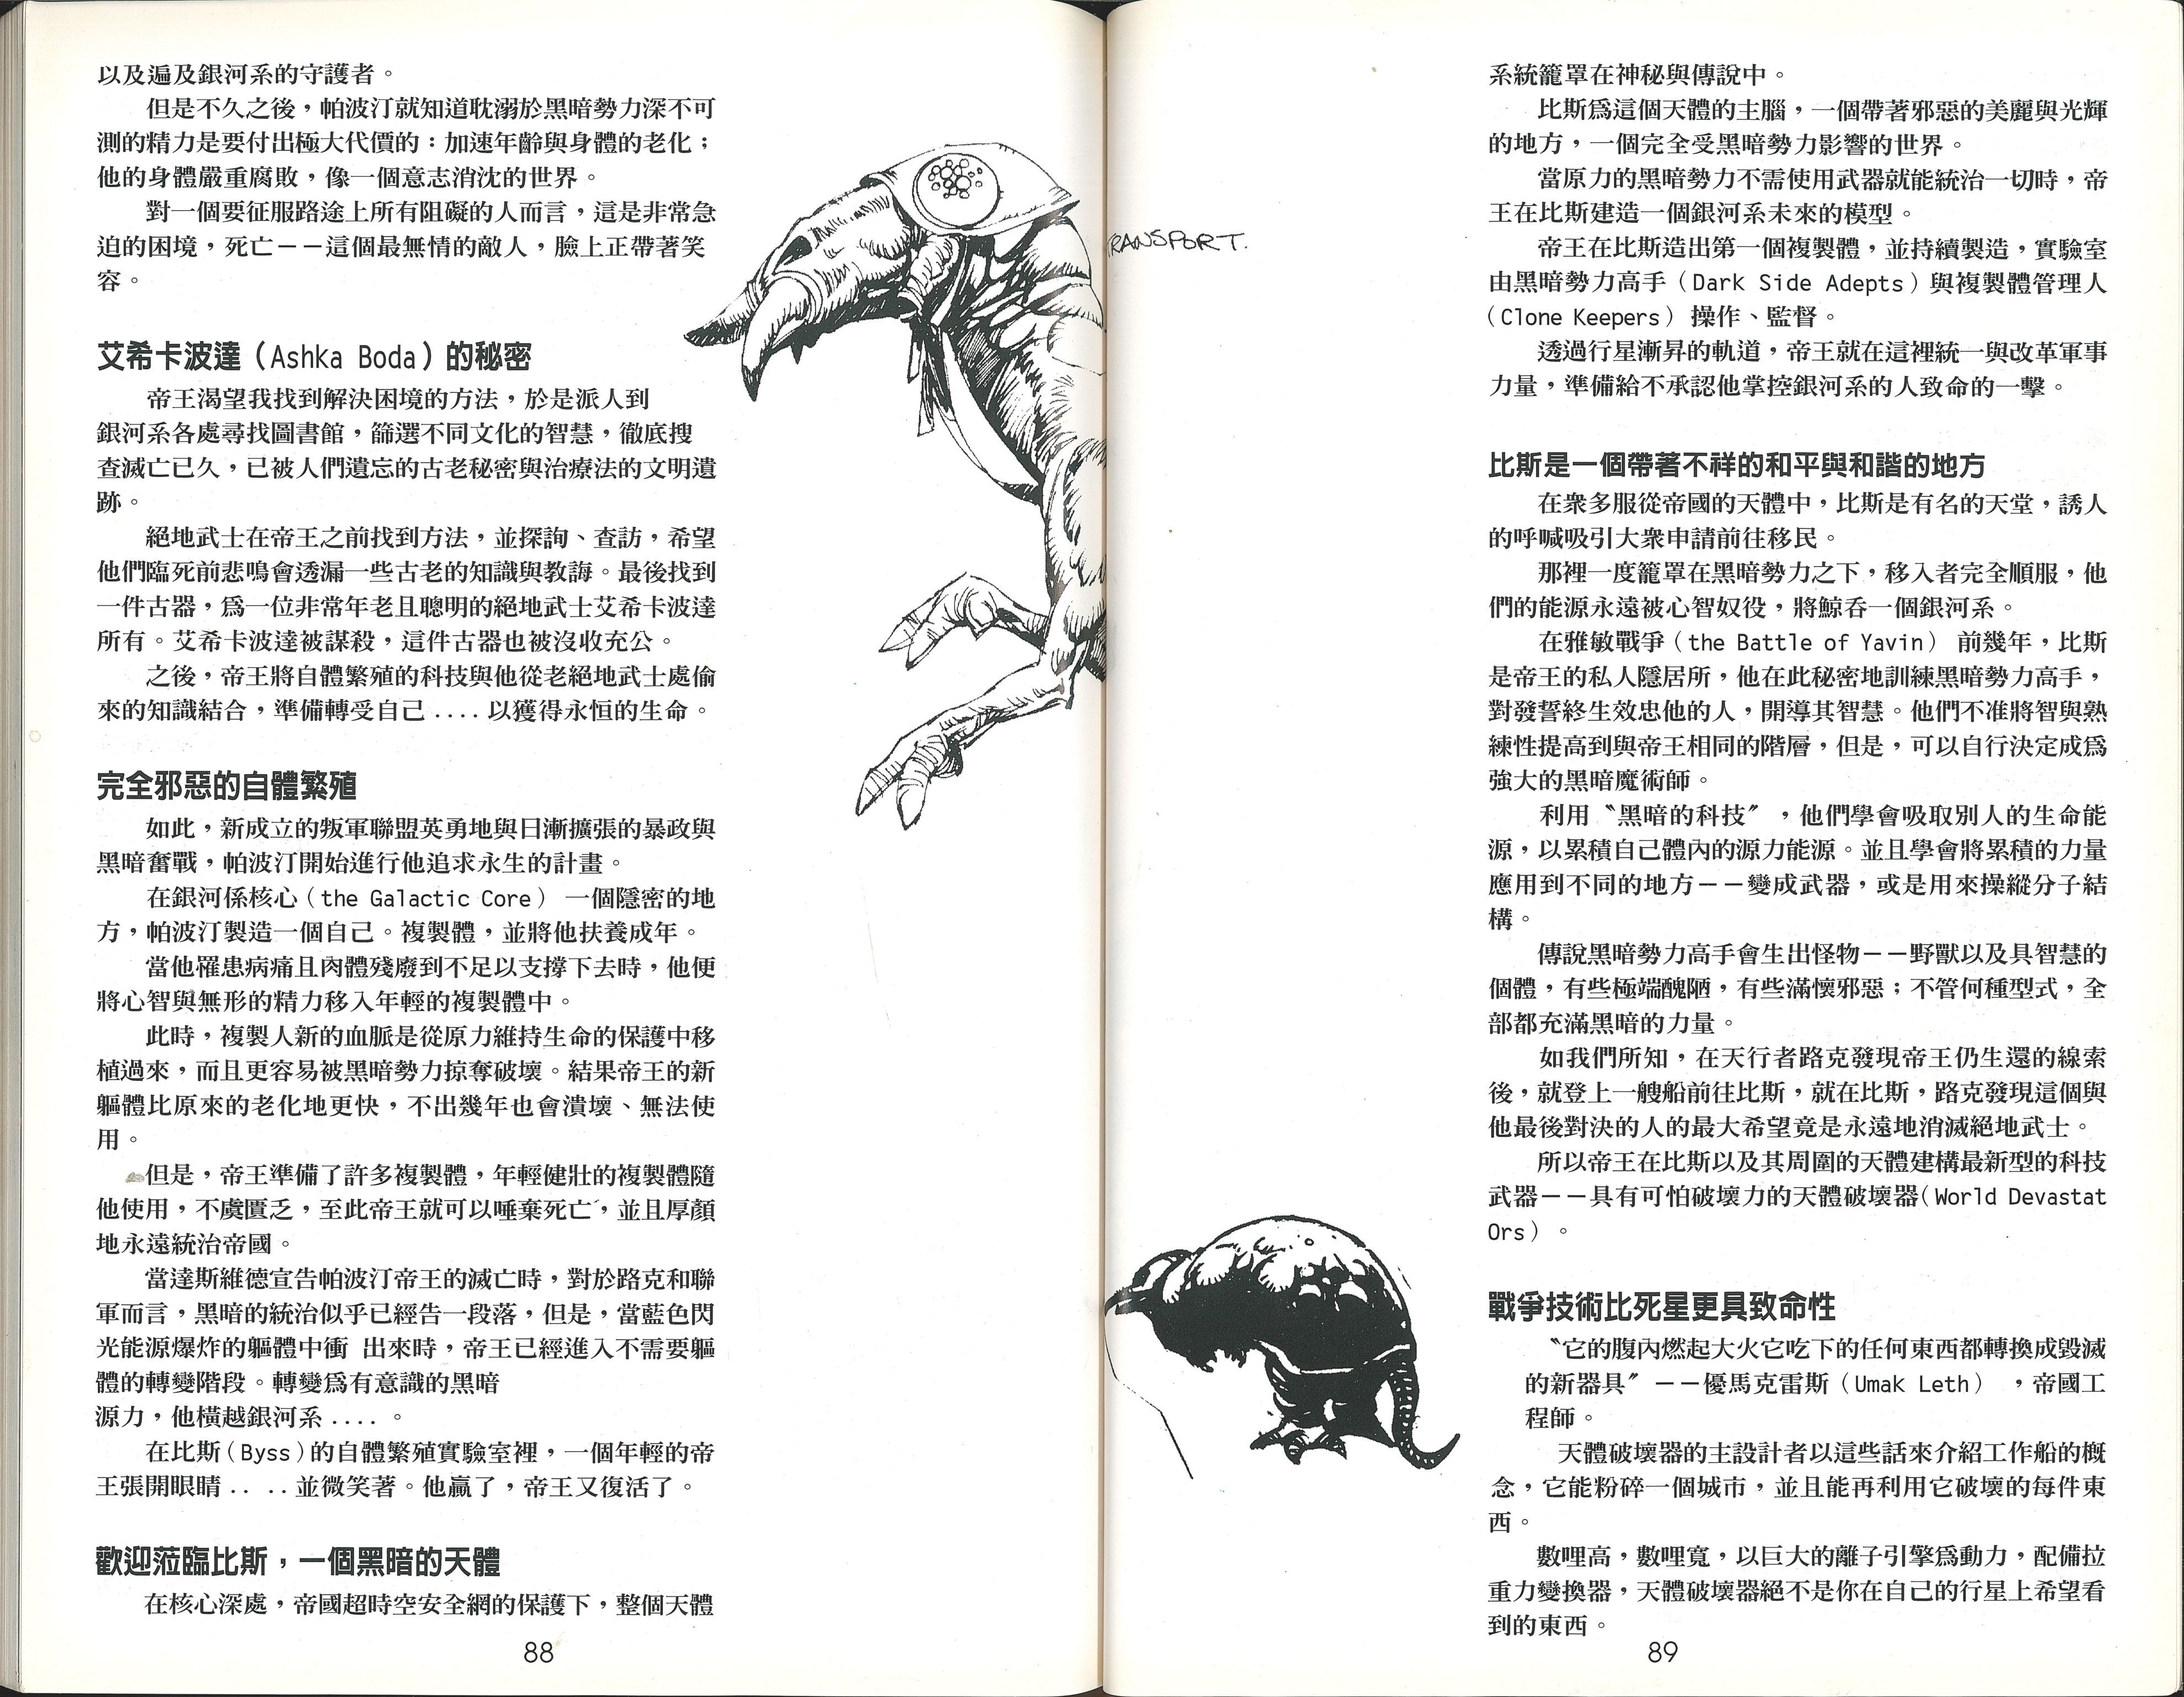 以及遍及銀河系的守護者。
但是不久之後，帕波汀就知道耽溺於黑暗勢力深不可
測的精力是要付出極大代價的：加速年齡與身體的老化；
他的身體嚴重腐敗，像一個意志消沈的世界。
對一個要征服路途上所有阻礙的人而言，這是非常急
迫的困境，死亡－－這個最無情的敵人，臉上正帶著笑
容。
艾希卡波達（Ashka Boda）的秘密
帝王渴望我找到解決困境的方法，於是派人到
銀河系各處尋找圖書館，篩選不同文化的智慧，徹底搜
查滅亡已久，已被人們遺忘的古老秘密與治療法的文明遺
跡。
絕地武士在帝王之前找到方法，並探詢、查訪，希望
他們臨死前悲鳴會透漏一些古老的知識與教誨。最後找到
一件古器，爲一位非常年老且聰明的絕地武士艾希卡波達
所有。艾希卡波達被謀殺，這件古器也被沒收充公。
之後，帝王將自體繁殖的科技與他從老絕地武士處偷
來的知識結合，準備轉受自己....以獲得永恒的生命。
完全邪惡的自體繁殖
如此，新成立的叛軍聯盟英勇地與日漸擴張的暴政與
黑暗奮戰，帕波汀開始進行他追求永生的計畫。
在銀河係核心（the Galactic Core） 一個隱密的地
方，帕波汀製造一個自己。複製體，並將他扶養成年。
當他罹患病痛且肉體殘廢到不足以支撐下去時，他便
將心智與無形的精力移入年輕的複製體中。
此時，複製人新的血脈是從原力維持生命的保護中移
植過來，而且更容易被黑暗勢力掠奪破壞。結果帝王的新
軀體比原來的老化地更快，不出幾年也會潰壞、無法使
用。
但是，帝王準備了許多複製體，年輕健壯的複製體隨
他使用，不虞匱乏，至此帝王就可以唾棄死亡，並且厚顏
地永遠統治帝國。
當達斯維德宣告帕波汀帝王的滅亡時，對於路克和聯
軍而言，黑暗的統治似乎已經告一段落，但是，當藍色閃
光能源爆炸的軀體中衝 出來時，帝王已經進入不需要軀
體的轉變階段。轉變爲有意識的黑暗
源力，他橫越銀河系....。
在比斯（Byss）的自體繁殖實驗室裡，一個年輕的帝
王張開眼睛.. ..並微笑著。他贏了，帝王又復活了。
歡迎蒞臨比斯，一個黑暗的天體
在核心深處，帝國超時空安全網的保護下，整個天體
88
RANSPORT.
系統籠罩在神秘與傳說中。
比斯爲這個天體的主腦，一個帶著邪惡的美麗與光輝
的地方，一個完全受黑暗勢力影響的世界。
當原力的黑暗勢力不需使用武器就能統治一切時，帝
王在比斯建造一個銀河系未來的模型。
帝王在比斯造出第一個複製體，並持續製造，實驗室
由黑暗勢力高手（Dark Side Adepts）與複製體管理人
（Clone Keepers） 操作、監督。
透過行星漸昇的軌道，帝王就在這裡統一與改革軍事
力量，準備給不承認他掌控銀河系的人致命的一擊。
比斯是一個帶著不祥的和平與和諧的地方
在衆多服從帝國的天體中，比斯是有名的天堂，誘人
的呼喊吸引大衆申請前往移民。
那裡一度籠罩在黑暗勢力之下，移入者完全順服，他
們的能源永遠被心智奴役，將鯨吞一個銀河系。
在雅敏戰爭（the Battle of Yavin） 前幾年，比斯
是帝王的私人隱居所，他在此秘密地訓練黑暗勢力高手，
對發誓終生效忠他的人，開導其智慧。他們不准將智與熟
練性提高到與帝王相同的階層，但是，可以自行決定成爲
強大的黑暗魔術師。
利用〝黑暗的科技〞，他們學會吸取別人的生命能
源，以累積自己體內的源力能源。並且學會將累積的力量
應用到不同的地方－－變成武器，或是用來操縱分子結
構。
傳說黑暗勢力高手會生出怪物－－野獸以及具智慧的
個體，有些極端醜陋，有些滿懷邪惡；不管何種型式，全
部都充滿黑暗的力量。
如我們所知，在天行者路克發現帝王仍生還的線索
後，就登上一艘船前往比斯，就在比斯，路克發現這個與
他最後對決的人的最大希望竟是永遠地消滅絕地武士。
所以帝王在比斯以及其周圍的天體建構最新型的科技
武器－－具有可怕破壞力的天體破壞器（World Devastat
Ors） 。
戰爭技術比死星更具致命性
〝它的腹內燃起大火它吃下的任何東西都轉換成毀滅
的新器具〞－－優馬克雷斯（Umak Leth） ，帝國工
程師。
天體破壞器的主設計者以這些話來介紹工作船的概
念，它能粉碎一個城市，並且能再利用它破壞的每件東
西。
數哩高，數哩寬，以巨大的離子引擎爲動力，配備拉
重力變換器，天體破壞器絕不是你在自己的行星上希望看
到的東西。
89